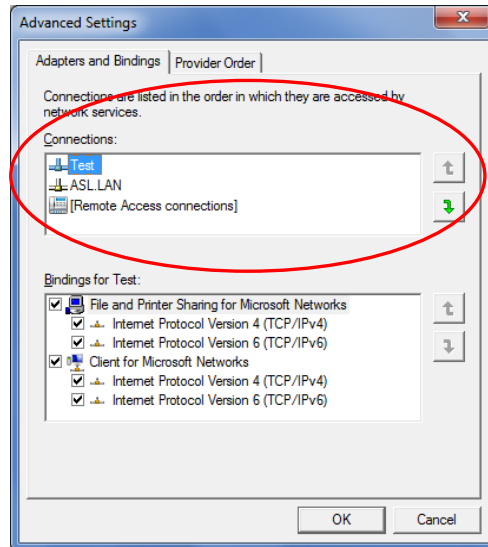 Advanced Settings
Adapters and Bindings
Provider Order
Connections are listed in the order in which they are accessed by
network services.
Connections:
Test
ASL.LAN
[Remote Access connections]
Bindings for Test:
File and Printer Sharing for Microsoft Networks
Internet Protocol Version 4 (TCP/IPv4)
Internet Protocol Version 6 (TCP/IPv6)
Client for Microsoft Networks
Internet Protocol Version 4 (TCP/IPv4)
Internet Protocol Version 6 (TCP/IPv6)
OK
Cancel